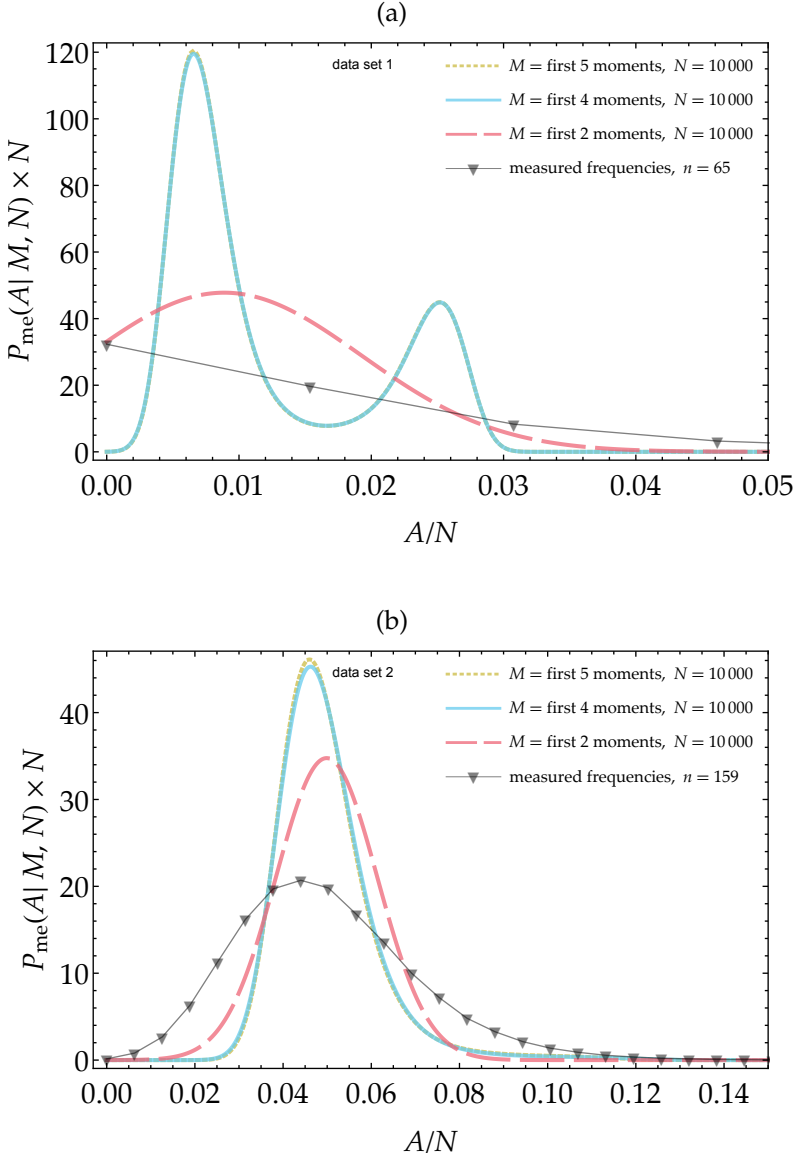 (a)
data set 1
M = first 5 moments, N = 10 000
M = first 4 moments, N = 10 000
M = first 2 moments, N = 10 000
measured frequencies, n = 65
P_me(A| M, N) × N
120
100
80
60
40
20
0
0.00 0.01 0.02 0.03 0.04 0.05
A/N
(b)
data set 2
M = first 5 moments, N = 10 000
M = first 4 moments, N = 10 000
M = first 2 moments, N = 10 000
measured frequencies, n = 159
P_me(A| M, N) × N
40
30
20
10
0
0.00 0.02 0.04 0.06 0.08 0.10 0.12 0.14
A/N